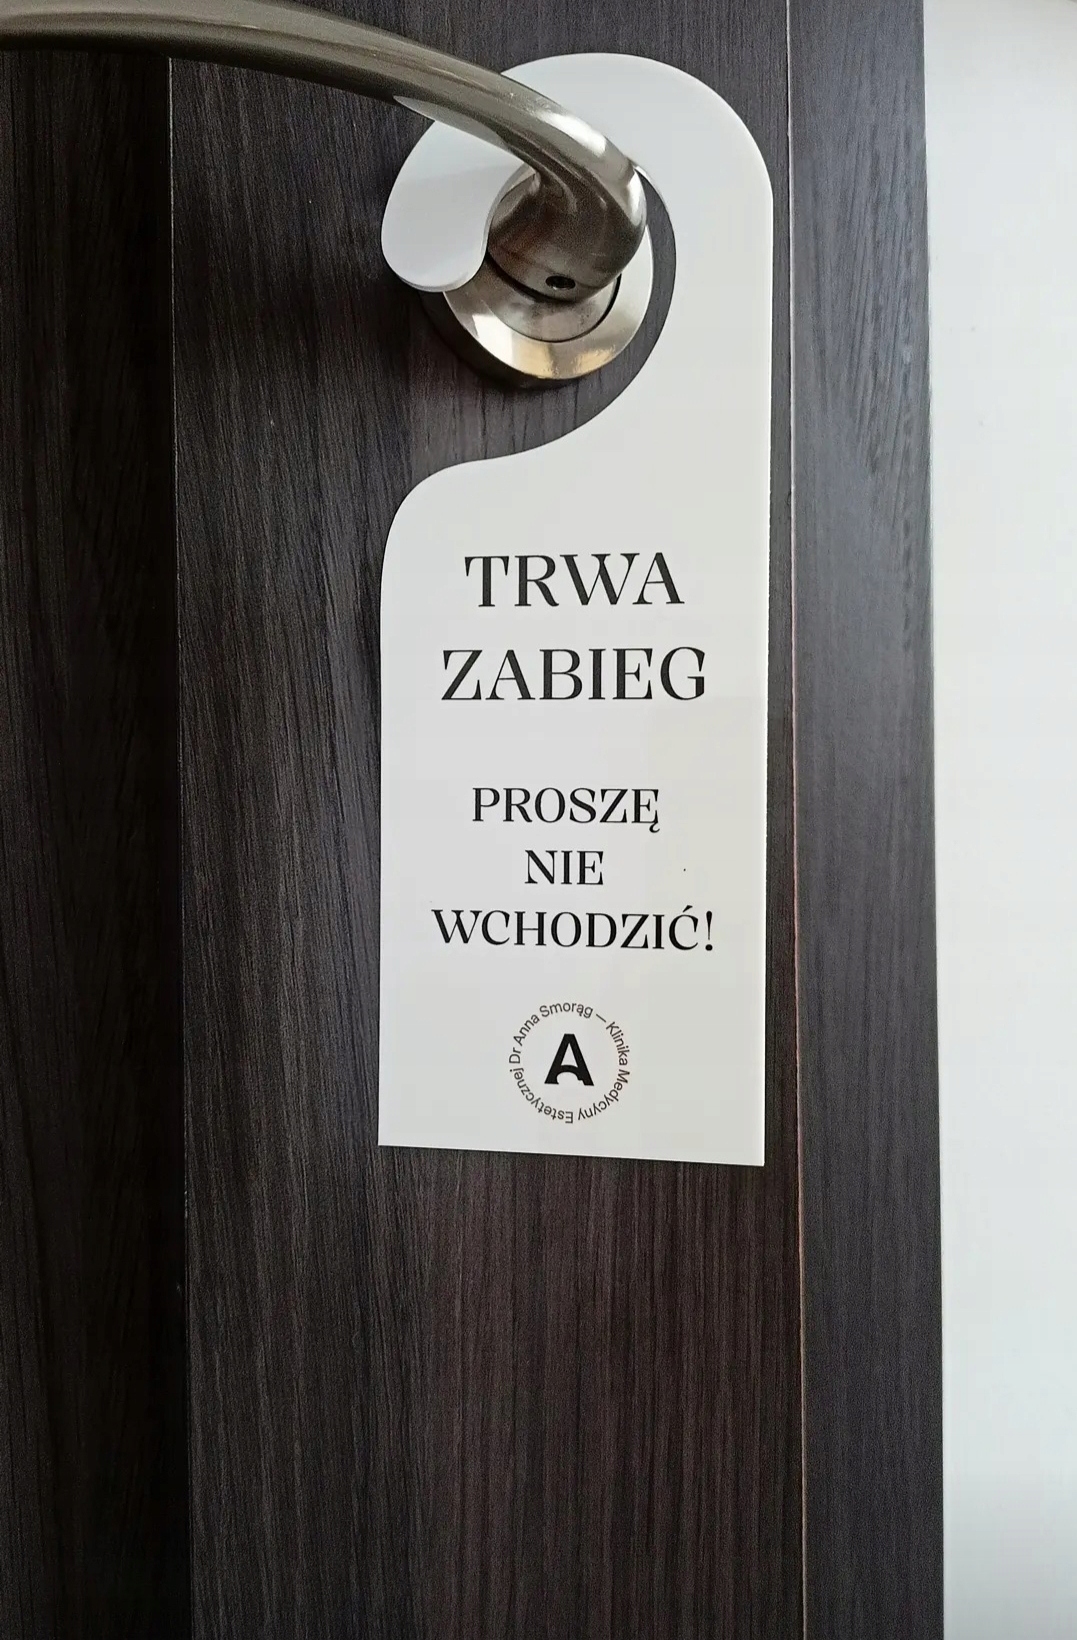 TRWA
ZABIEG
PROSZĘ
NIE
WCHODZIĆ!
Dr Anna Smorąg — Klinika Medycyny Estetycznej
A